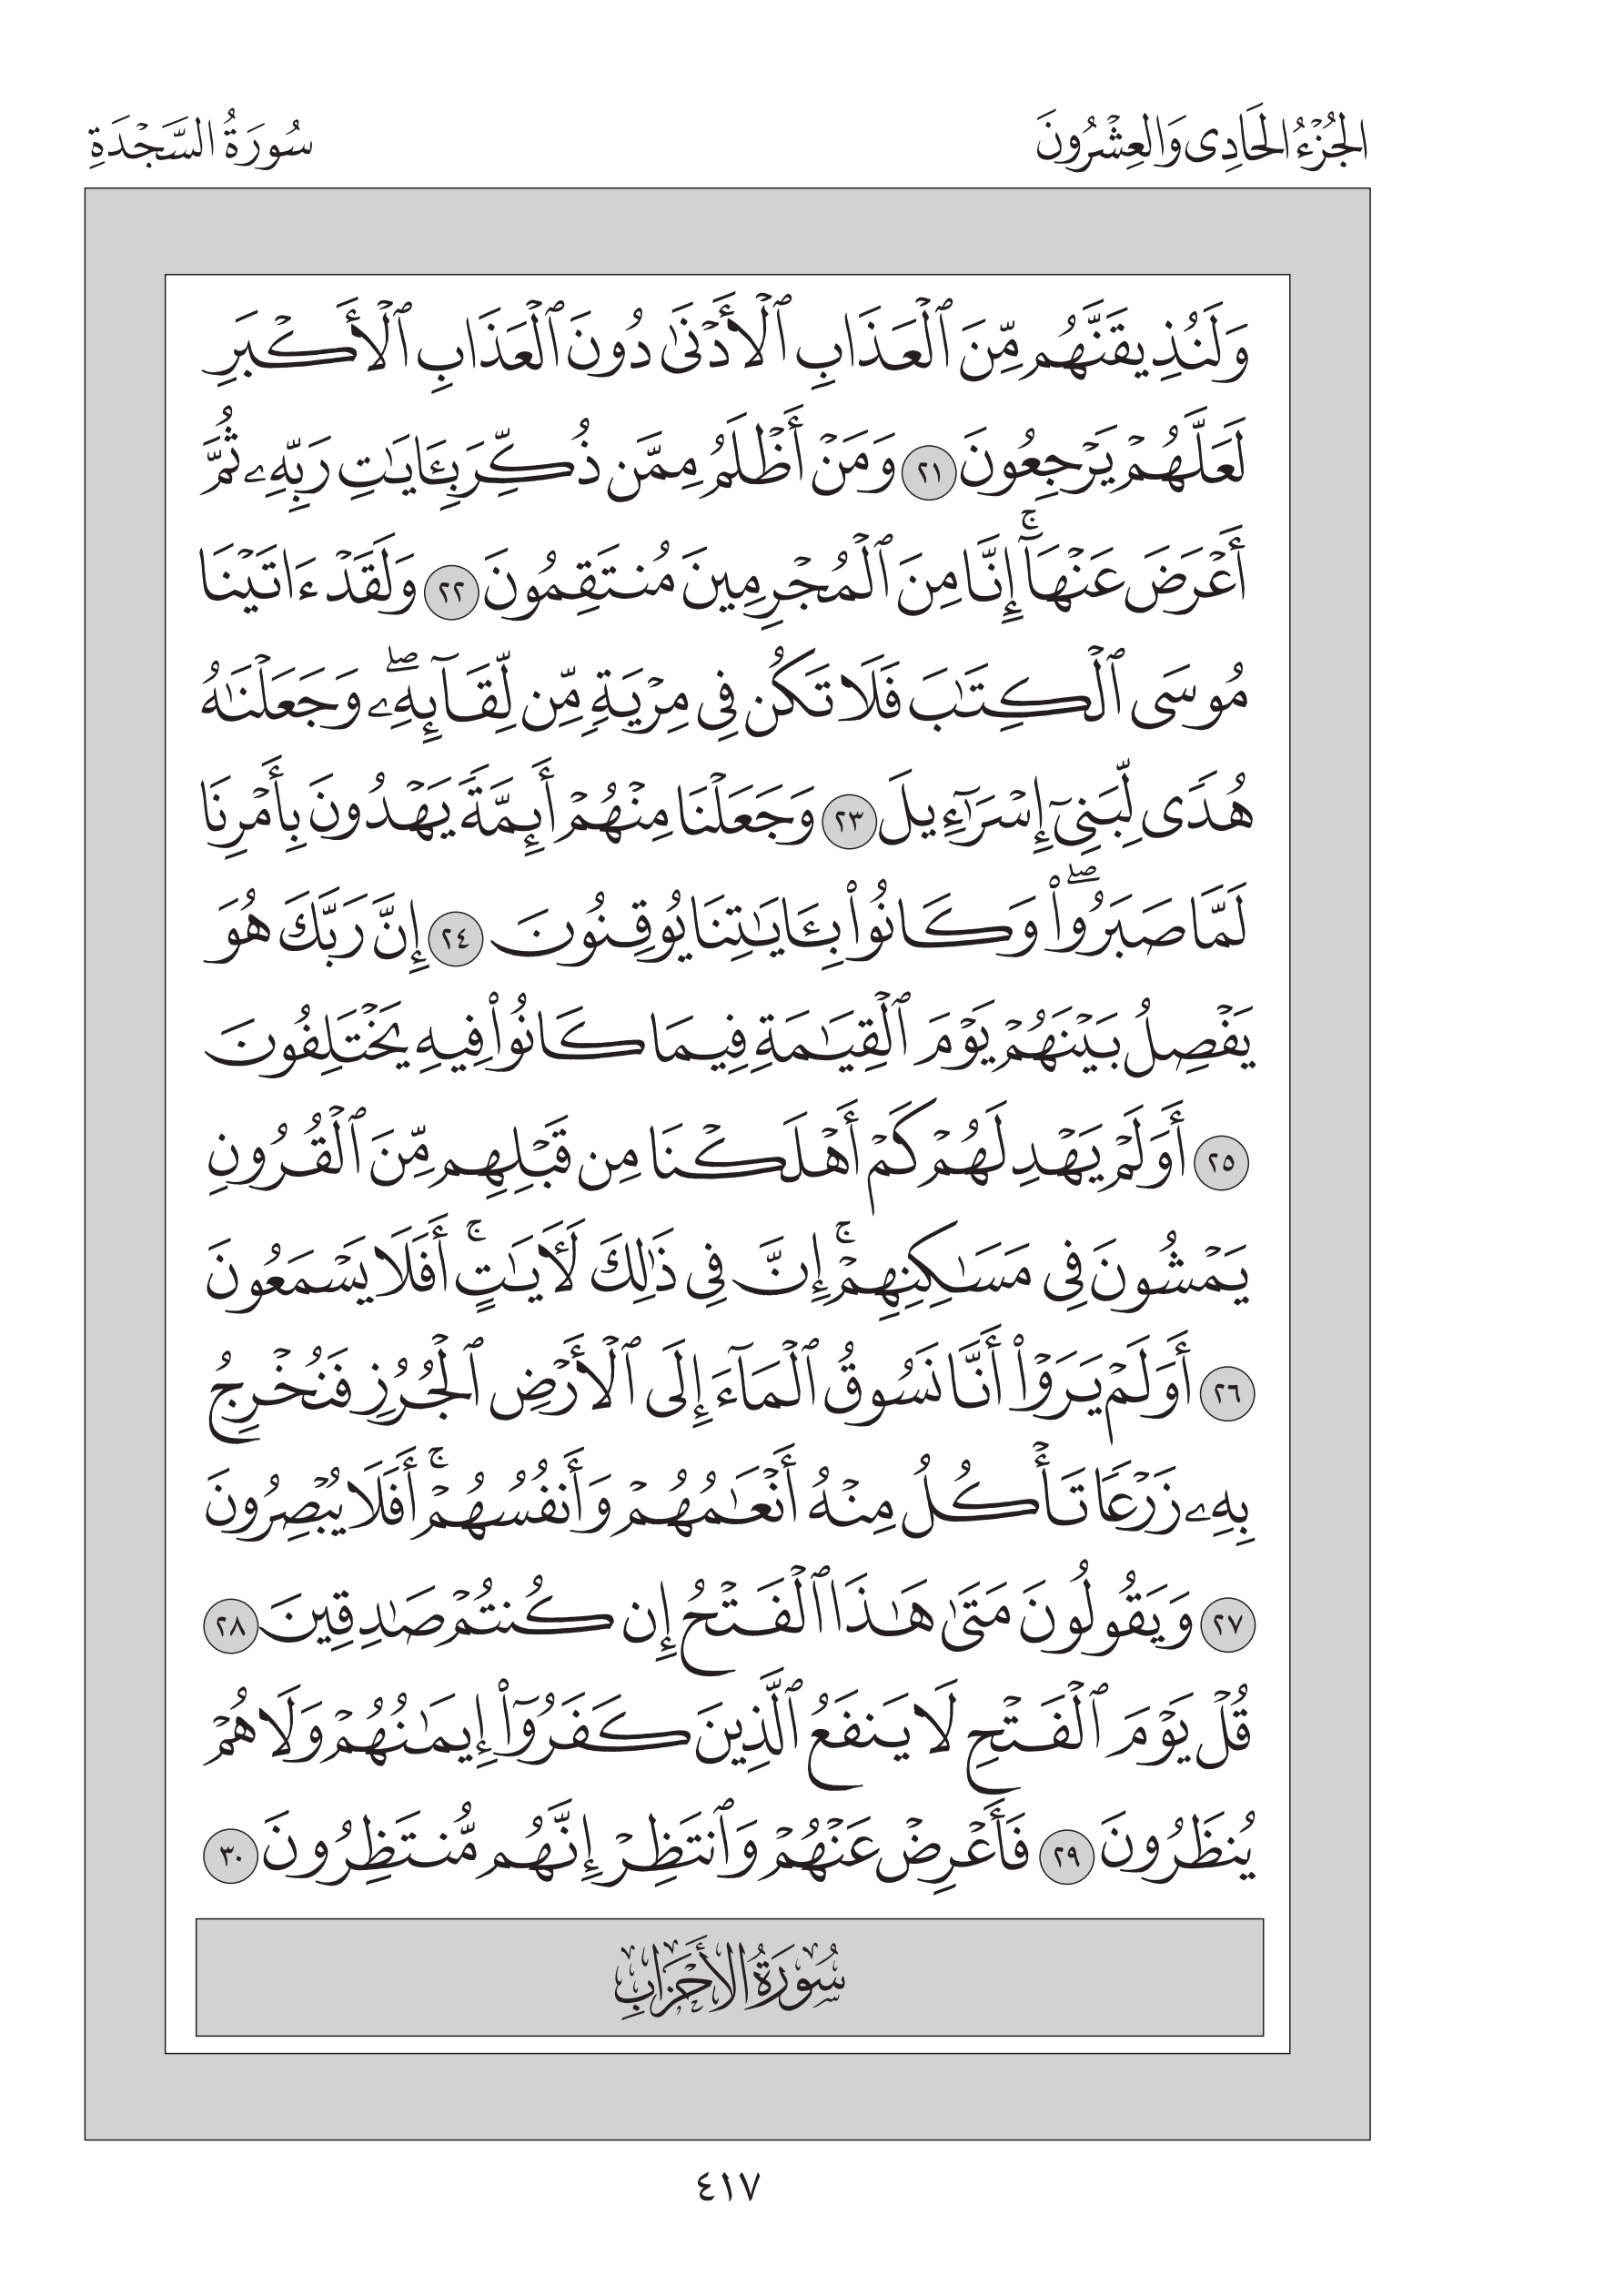 الجُزْءُ الحَادِى وَالعِشْرُونَ
سُورَةُ السَّجْدَةِ
وَلَنُذِيقَنَّهُم مِّنَ ٱلْعَذَابِ ٱلْأَدْنَىٰ دُونَ ٱلْعَذَابِ ٱلْأَكْبَرِ
لَعَلَّهُمْ يَرْجِعُونَ ٢١ وَمَنْ أَظْلَمُ مِمَّن ذُكِّرَ بِـَٔايَـٰتِ رَبِّهِۦ ثُمَّ
أَعْرَضَ عَنْهَآ ۚ إِنَّا مِنَ ٱلْمُجْرِمِينَ مُنتَقِمُونَ ٢٢ وَلَقَدْ ءَاتَيْنَا
مُوسَى ٱلْكِتَـٰبَ فَلَا تَكُن فِى مِرْيَةٍ مِّن لِّقَآئِهِۦ ۖ وَجَعَلْنَـٰهُ
هُدًى لِّبَنِىٓ إِسْرَٰٓءِيلَ ٢٣ وَجَعَلْنَا مِنْهُمْ أَئِمَّةً يَهْدُونَ بِأَمْرِنَا
لَمَّا صَبَرُوا۟ ۖ وَكَانُوا۟ بِـَٔايَـٰتِنَا يُوقِنُونَ ٢٤ إِنَّ رَبَّكَ هُوَ
يَفْصِلُ بَيْنَهُمْ يَوْمَ ٱلْقِيَـٰمَةِ فِيمَا كَانُوا۟ فِيهِ يَخْتَلِفُونَ
٢٥ أَوَلَمْ يَهْدِ لَهُمْ كَمْ أَهْلَكْنَا مِن قَبْلِهِم مِّنَ ٱلْقُرُونِ
يَمْشُونَ فِى مَسَـٰكِنِهِمْ ۚ إِنَّ فِى ذَٰلِكَ لَـَٔايَـٰتٍ ۚ أَفَلَا يَسْمَعُونَ
٢٦ أَوَلَمْ يَرَوْا۟ أَنَّا نَسُوقُ ٱلْمَآءَ إِلَى ٱلْأَرْضِ ٱلْجُرُزِ فَنُخْرِجُ
بِهِۦ زَرْعًا تَأْكُلُ مِنْهُ أَنْعَـٰمُهُمْ وَأَنفُسُهُمْ ۚ أَفَلَا يُبْصِرُونَ
٢٧ وَيَقُولُونَ مَتَىٰ هَـٰذَا ٱلْفَتْحُ إِن كُنتُمْ صَـٰدِقِينَ ٢٨
قُلْ يَوْمَ ٱلْفَتْحِ لَا يَنفَعُ ٱلَّذِينَ كَفَرُوٓا۟ إِيمَـٰنُهُمْ وَلَا هُمْ
يُنظَرُونَ ٢٩ فَأَعْرِضْ عَنْهُمْ وَٱنتَظِرْ إِنَّهُم مُّنتَظِرُونَ ٣٠
سُورَةُ الأَحْزَابِ
٤١٧